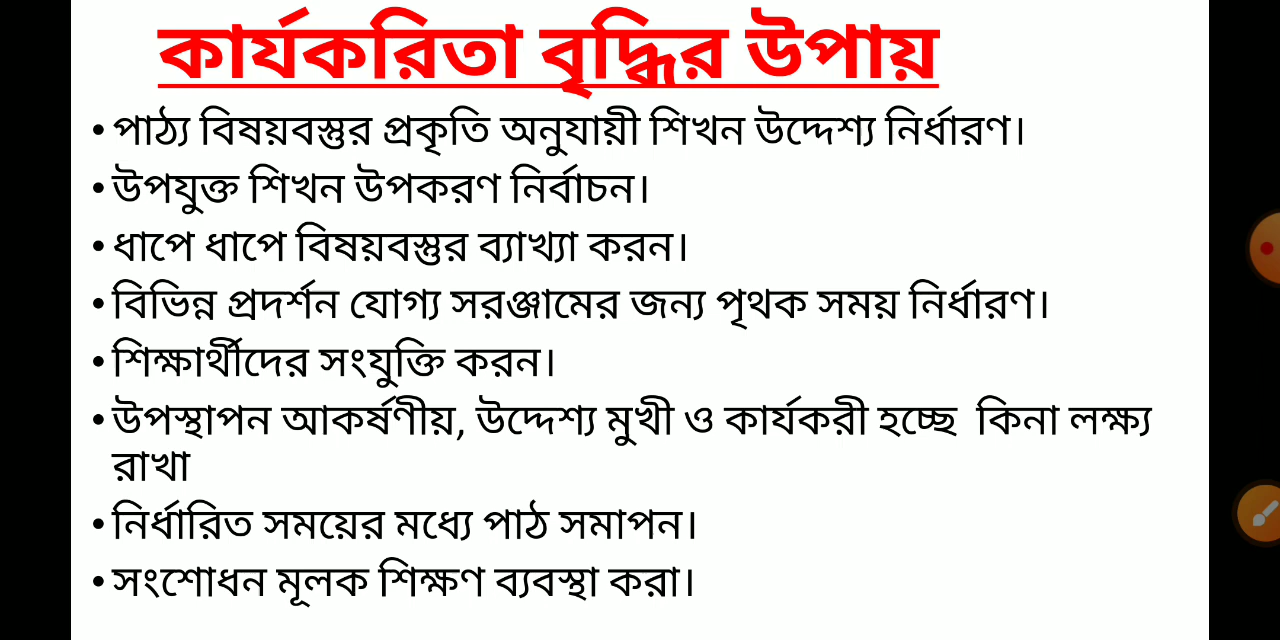 কার্যকরিতা বৃদ্ধির উপায়
• পাঠ্য বিষয়বস্তুর প্রকৃতি অনুযায়ী শিখন উদ্দেশ্য নির্ধারণ।
• উপযুক্ত শিখন উপকরণ নির্বাচন।
• ধাপে ধাপে বিষয়বস্তুর ব্যাখ্যা করন।
• বিভিন্ন প্রদর্শন যোগ্য সরঞ্জামের জন্য পৃথক সময় নির্ধারণ।
• শিক্ষার্থীদের সংযুক্তি করন।
• উপস্থাপন আকর্ষণীয়, উদ্দেশ্য মুখী ও কার্যকরী হচ্ছে কিনা লক্ষ্য
রাখা
• নির্ধারিত সময়ের মধ্যে পাঠ সমাপন।
• সংশোধন মূলক শিক্ষণ ব্যবস্থা করা।